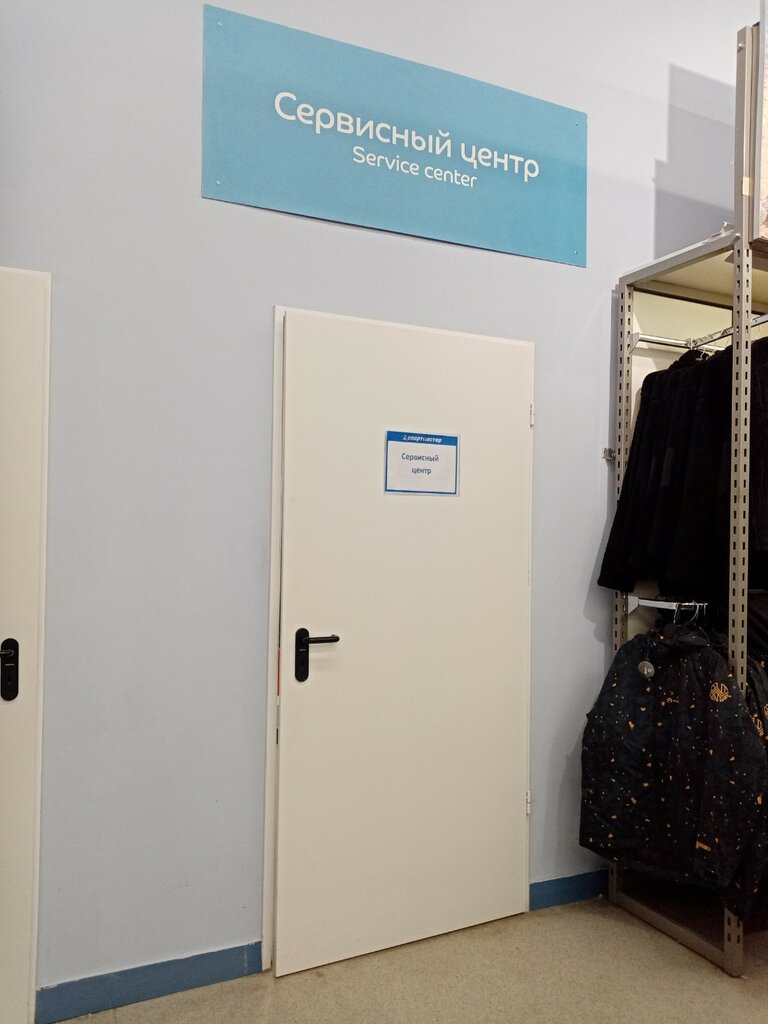 Сервисный центр
Service center
спортмастер
Сервисный
центр